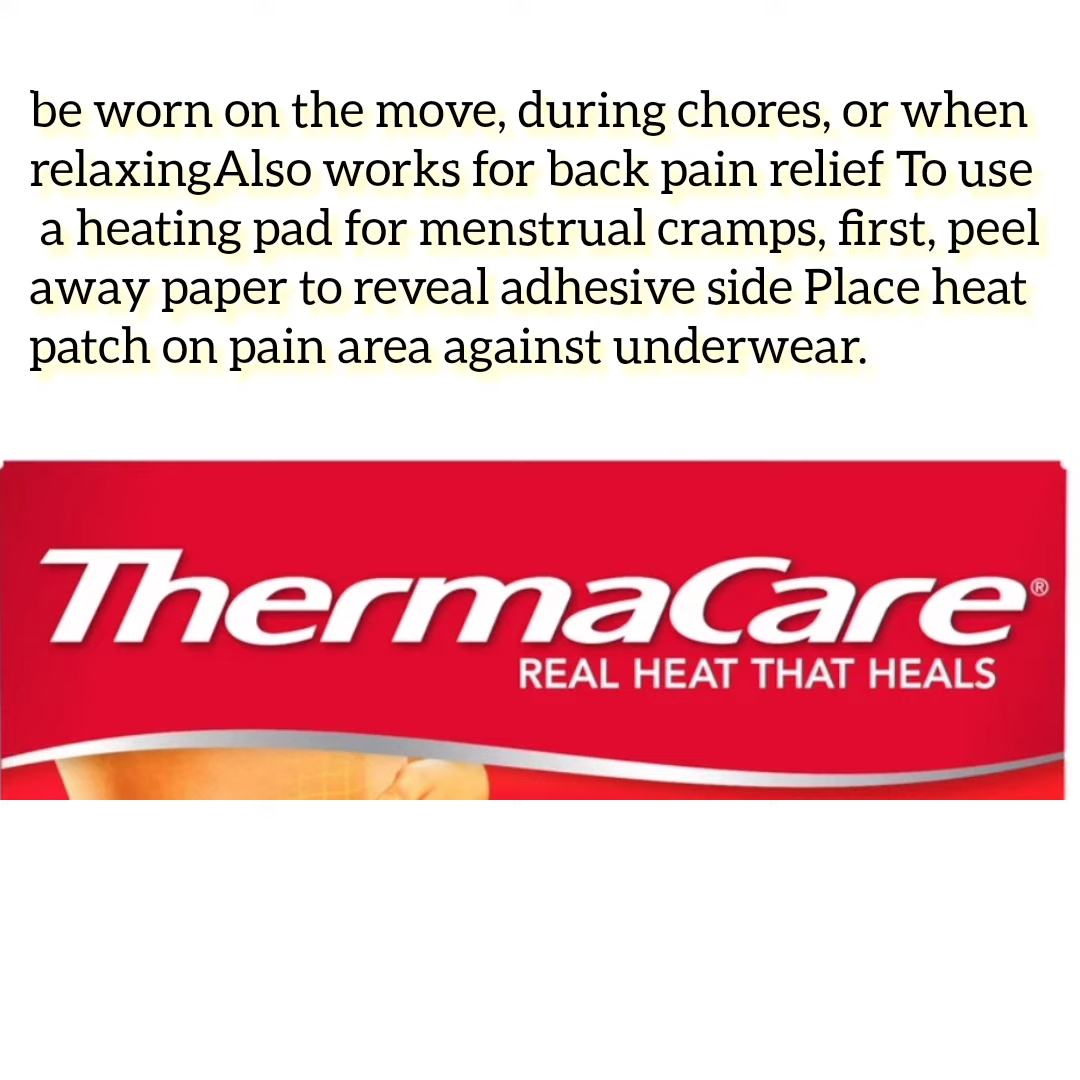 be worn on the move, during chores, or when
relaxingAlso works for back pain relief To use
a heating pad for menstrual cramps, first, peel
away paper to reveal adhesive side Place heat
patch on pain area against underwear.
ThermaCare®
REAL HEAT THAT HEALS